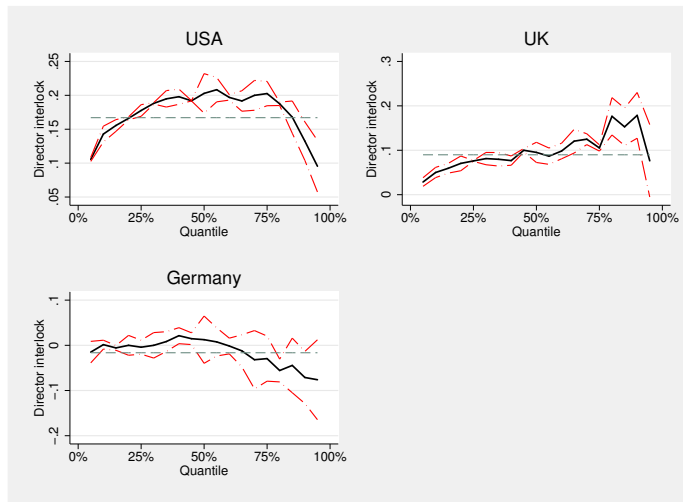 USA
Director interlock
.05 .1 .15 .2 .25
0% 25% 50% 75% 100%
Quantile
UK
Director interlock
0 .1 .2 .3
0% 25% 50% 75% 100%
Quantile
Germany
Director interlock
-.2 -.1 0 .1
0% 25% 50% 75% 100%
Quantile